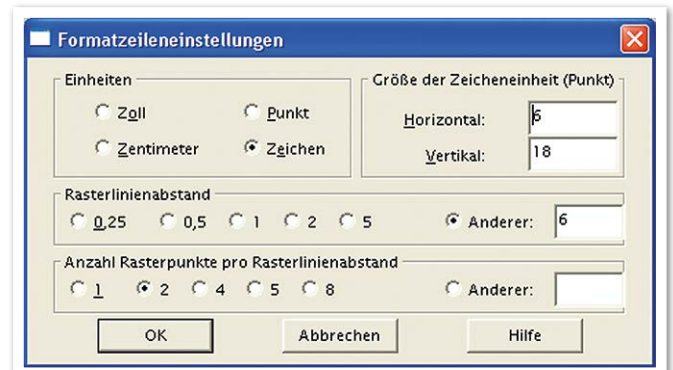 Formatzeileneinstellungen
Einheiten
Zoll
Punkt
Zentimeter
Zeichen
Größe der Zeicheneinheit (Punkt)
Horizontal: 6
Vertikal: 18
Rasterlinienabstand
0,25 0,5 1 2 5 Anderer: 6
Anzahl Rasterpunkte pro Rasterlinienabstand
1 2 4 5 8 Anderer:
OK Abbrechen Hilfe